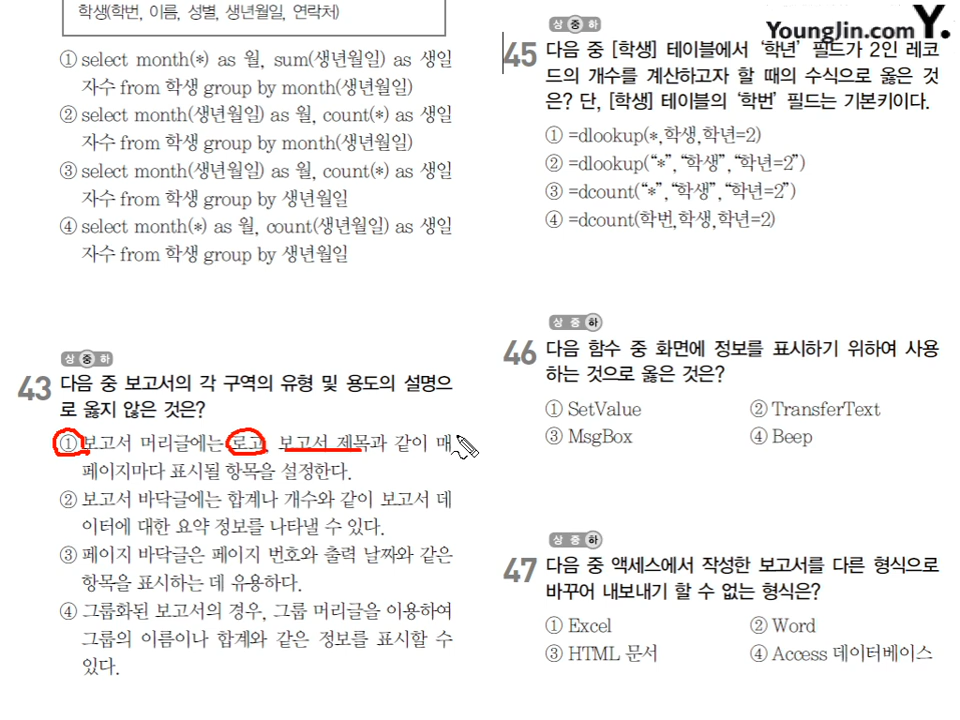 학생(학번, 이름, 성별, 생년월일, 연락처)
① select month(*) as 월, sum(생년월일) as 생일
자수 from 학생 group by month(생년월일)
② select month(생년월일) as 월, count(*) as 생일
자수 from 학생 group by month(생년월일)
③ select month(생년월일) as 월, count(*) as 생일
자수 from 학생 group by 생년월일
④ select month(*) as 월, count(생년월일) as 생일
자수 from 학생 group by 생년월일
상 중 하
43 다음 중 보고서의 각 구역의 유형 및 용도의 설명으
로 옳지 않은 것은?
① 보고서 머리글에는 로고, 보고서 제목과 같이 매
페이지마다 표시될 항목을 설정한다.
② 보고서 바닥글에는 합계나 개수와 같이 보고서 데
이터에 대한 요약 정보를 나타낼 수 있다.
③ 페이지 바닥글은 페이지 번호와 출력 날짜와 같은
항목을 표시하는 데 유용하다.
④ 그룹화된 보고서의 경우, 그룹 머리글을 이용하여
그룹의 이름이나 합계와 같은 정보를 표시할 수
있다.
YoungJin.com Y.
상 중 하
45 다음 중 [학생] 테이블에서 ‘학년’ 필드가 2인 레코
드의 개수를 계산하고자 할 때의 수식으로 옳은 것
은? 단, [학생] 테이블의 ‘학번’ 필드는 기본키이다.
① =dlookup(*,학생,학년=2)
② =dlookup(“*”,“학생”,“학년=2”)
③ =dcount(“*”,“학생”,“학년=2”)
④ =dcount(학번,학생,학년=2)
상 중 하
46 다음 함수 중 화면에 정보를 표시하기 위하여 사용
하는 것으로 옳은 것은?
① SetValue ② TransferText
③ MsgBox ④ Beep
상 중 하
47 다음 중 액세스에서 작성한 보고서를 다른 형식으로
바꾸어 내보내기 할 수 없는 형식은?
① Excel ② Word
③ HTML 문서 ④ Access 데이터베이스